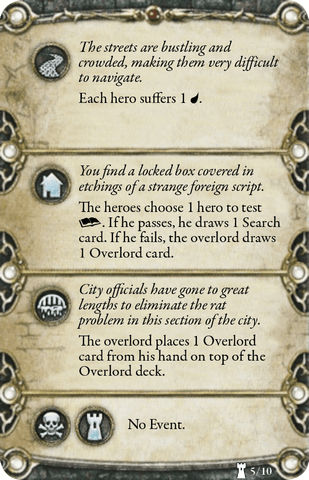 The streets are bustling and
crowded, making them very difficult
to navigate.
Each hero suffers 1 .
You find a locked box covered in
etchings of a strange foreign script.
The heroes choose 1 hero to test
. If he passes, he draws 1 Search
card. If he fails, the overlord draws
1 Overlord card.
City officials have gone to great
lengths to eliminate the rat
problem in this section of the city.
The overlord places 1 Overlord
card from his hand on top of the
Overlord deck.
No Event.
5/10